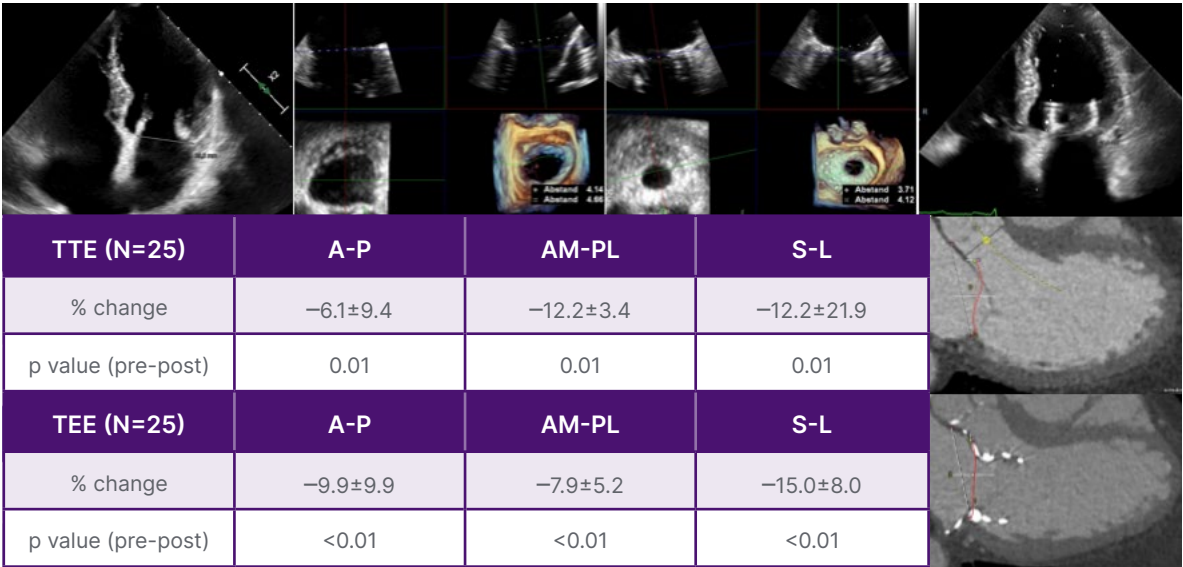 X2
Abstand 4.14
Abstand 4.66
Abstand 3.71
Abstand 4.12
TTE (N=25) A-P AM-PL S-L
% change −6.1±9.4 −12.2±3.4 −12.2±21.9
p value (pre-post) 0.01 0.01 0.01
TEE (N=25) A-P AM-PL S-L
% change −9.9±9.9 −7.9±5.2 −15.0±8.0
p value (pre-post) <0.01 <0.01 <0.01